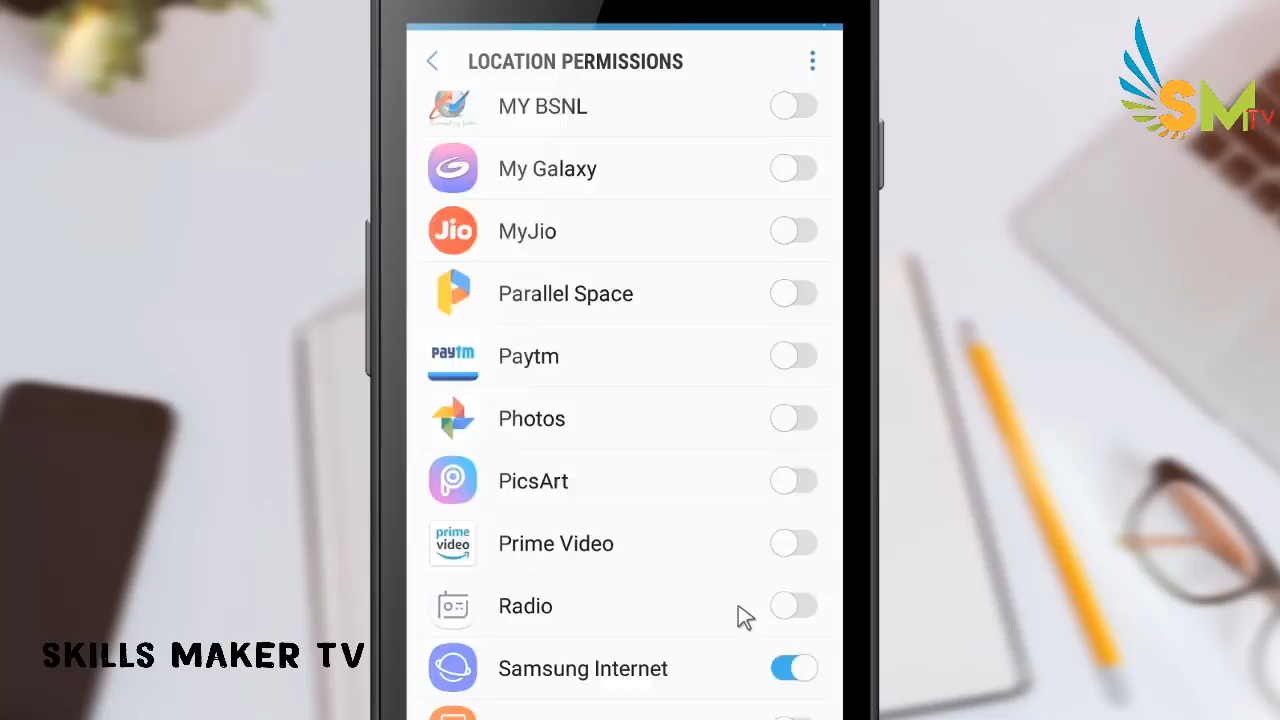 LOCATION PERMISSIONS
SM TV
MY BSNL
My Galaxy
Jio MyJio
Parallel Space
Paytm Paytm
Photos
PicsArt
prime video Prime Video
Radio
SKILLS MAKER TV
Samsung Internet